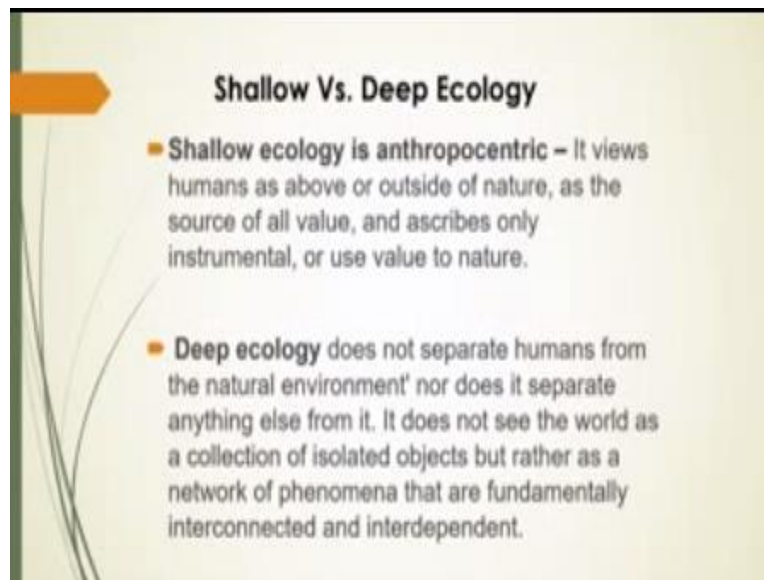 Shallow Vs. Deep Ecology
Shallow ecology is anthropocentric – It views
humans as above or outside of nature, as the
source of all value, and ascribes only
instrumental, or use value to nature.
Deep ecology does not separate humans from
the natural environment' nor does it separate
anything else from it. It does not see the world as
a collection of isolated objects but rather as a
network of phenomena that are fundamentally
interconnected and interdependent.